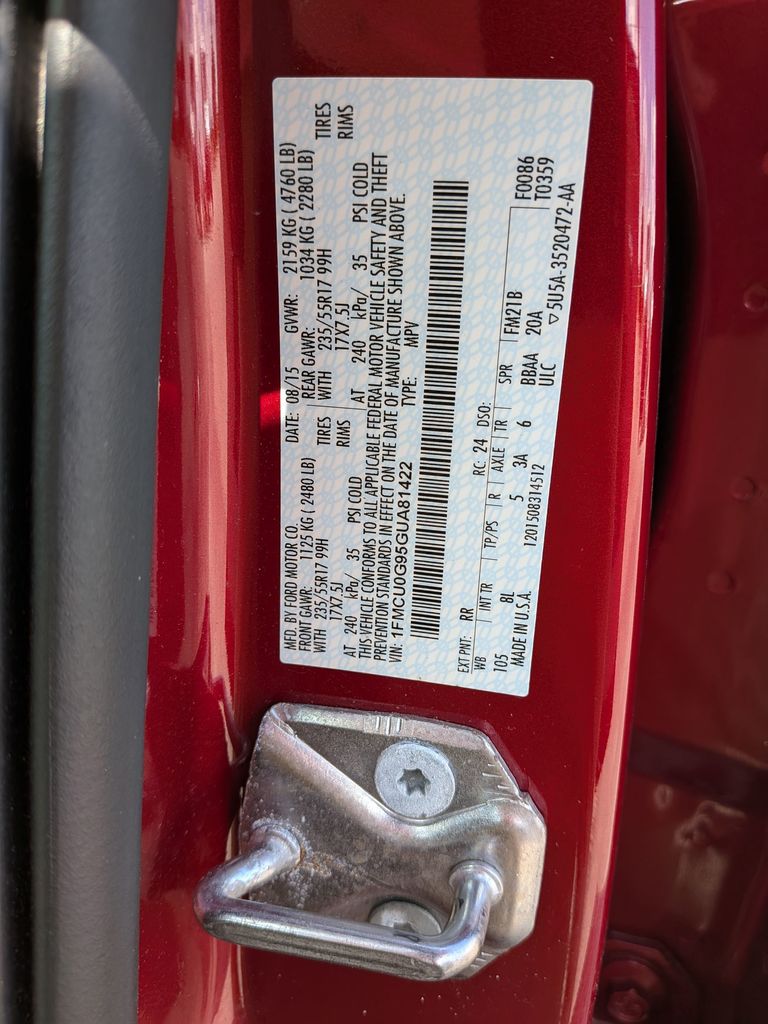 MFD. BY FORD MOTOR CO.
DATE: 08/15 GVWR: 2159 KG ( 4760 LB)
FRONT GAWR: 1125 KG ( 2480 LB) REAR GAWR: 1034 KG ( 2280 LB)
WITH 235/55R17 99H TIRES WITH 235/55R17 99H TIRES
17X7.5J RIMS 17X7.5J RIMS
AT 240 kPa/ 35 PSI COLD AT 240 kPa/ 35 PSI COLD
THIS VEHICLE CONFORMS TO ALL APPLICABLE FEDERAL MOTOR VEHICLE SAFETY AND THEFT
PREVENTION STANDARDS IN EFFECT ON THE DATE OF MANUFACTURE SHOWN ABOVE.
VIN: 1FMCU0G95GUA81422 TYPE: MPV
EXT PNT: RR RC: 24 DSO: F0086
WB INT TR TP/PS R AXLE TR SPR FM21B T0359
105 8L 5 3A 6 BBAA 20A
MADE IN U.S.A. 1201508314512 ULC ▽5U5A-3520472-AA